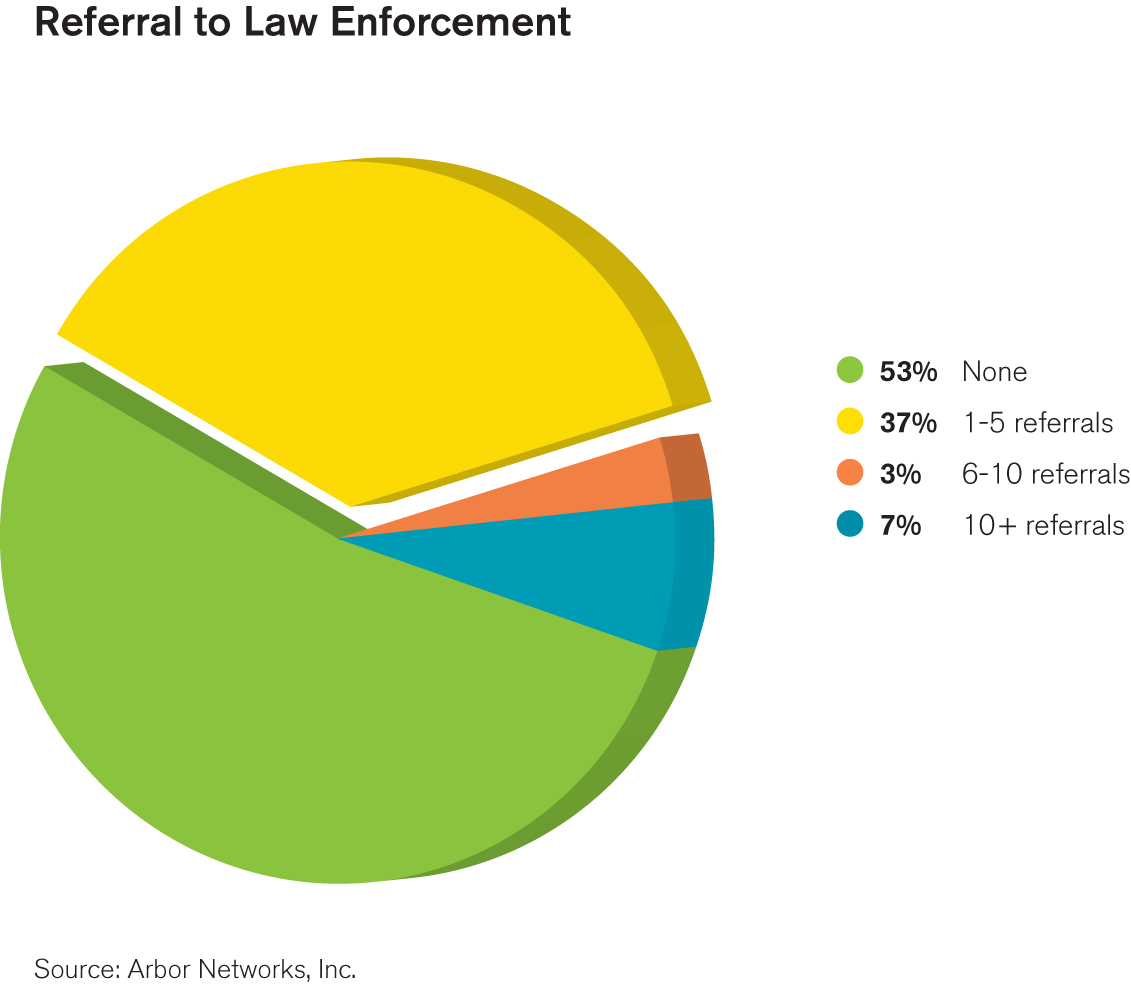 Referral to Law Enforcement
53% None
37% 1-5 referrals
3% 6-10 referrals
7% 10+ referrals
Source: Arbor Networks, Inc.